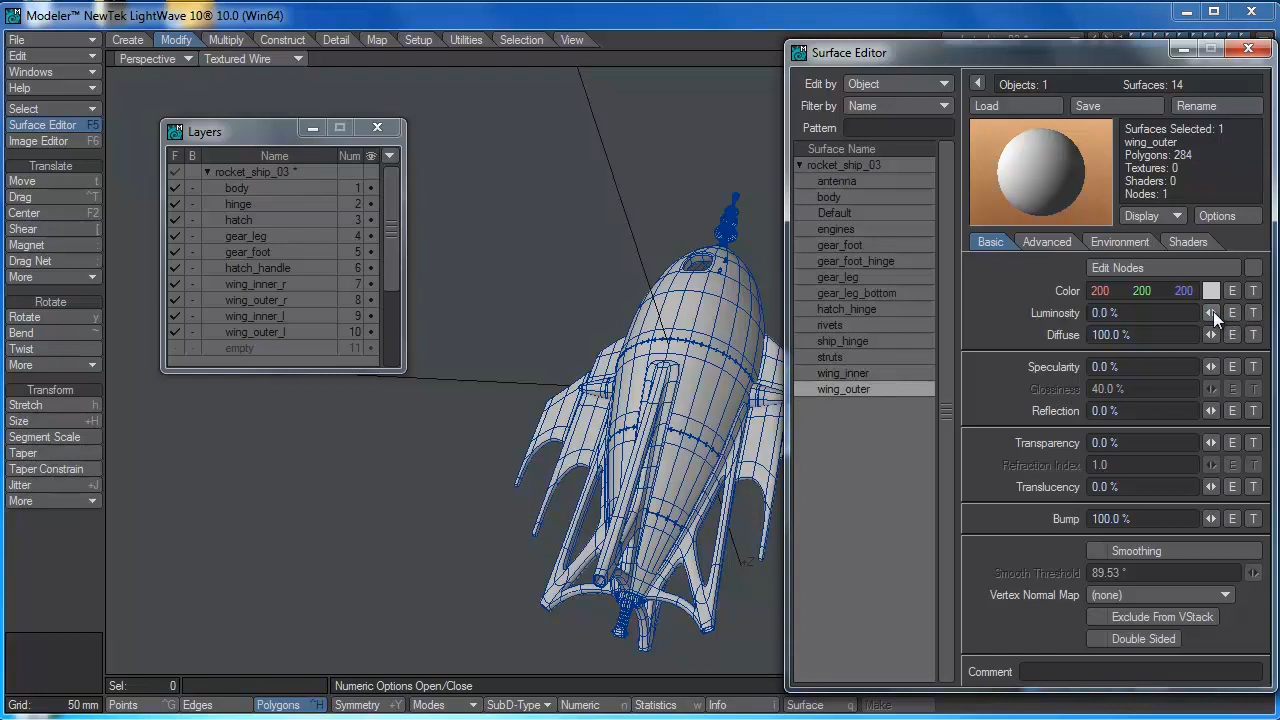 Modeler™ NewTek LightWave 10® 10.0 (Win64)
File
Edit
Windows
Help
Select
Surface Editor F5
Image Editor F6
Translate
Move t
Drag ^T
Center F2
Shear [
Magnet :
Drag Net ;
More
Rotate
Rotate y
Bend ~
Twist
More
Transform
Stretch h
Size +H
Segment Scale
Taper
Taper Constrain
Jitter +J
More
Create Modify Multiply Construct Detail Map Setup Utilities Selection View
Perspective Textured Wire
Layers
F B Name Num
rocket_ship_03 *
body 1
hinge 2
hatch 3
gear_leg 4
gear_foot 5
hatch_handle 6
wing_inner_r 7
wing_outer_r 8
wing_inner_l 9
wing_outer_l 10
empty 11
+Z
Surface Editor
Edit by Object
Filter by Name
Pattern
Surface Name
rocket_ship_03
antenna
body
Default
engines
gear_foot
gear_foot_hinge
gear_leg
gear_leg_bottom
hatch_hinge
rivets
ship_hinge
struts
wing_inner
wing_outer
Objects: 1 Surfaces: 14
Load Save Rename
Surfaces Selected: 1
wing_outer
Polygons: 284
Textures: 0
Shaders: 0
Nodes: 1
Display Options
Basic Advanced Environment Shaders
Edit Nodes
Color 200 200 200 E T
Luminosity 0.0 % E T
Diffuse 100.0 % E T
Specularity 0.0 % E T
Glossiness 40.0 % E T
Reflection 0.0 % E T
Transparency 0.0 % E T
Refraction Index 1.0 E T
Translucency 0.0 % E T
Bump 100.0 % E T
Smoothing
Smooth Threshold 89.53 °
Vertex Normal Map (none)
Exclude From VStack
Double Sided
Comment
Sel: 0 Numeric Options Open/Close
Grid: 50 mm Points ^G Edges Polygons ^H Symmetry +Y Modes SubD-Type Numeric n Statistics w Info i Surface q Make